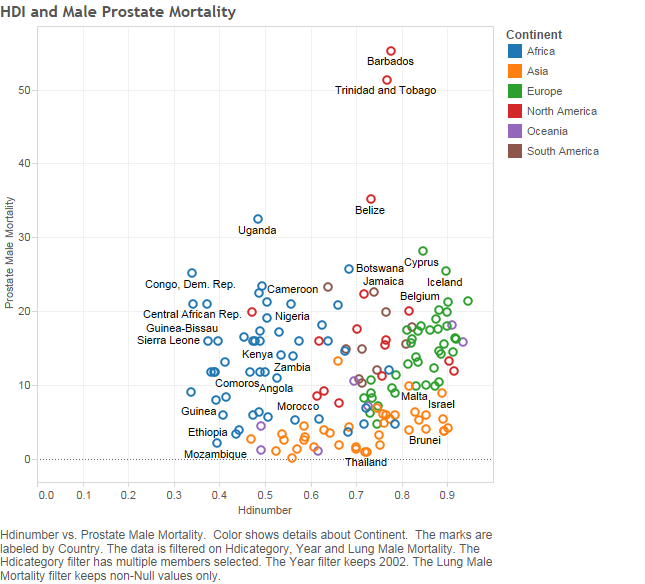 HDI and Male Prostate Mortality
Continent
Africa
Asia
Europe
North America
Oceania
South America
Prostate Male Mortality
50
40
30
20
10
0
Barbados
Trinidad and Tobago
Belize
Uganda
Cyprus
Congo, Dem. Rep.
Botswana
Iceland
Cameroon
Jamaica
Belgium
Central African Rep.
Nigeria
Guinea-Bissau
Sierra Leone
Kenya
Zambia
Comoros
Angola
Malta
Israel
Guinea
Morocco
Ethiopia
Brunei
Mozambique
Thailand
0.0 0.1 0.2 0.3 0.4 0.5 0.6 0.7 0.8 0.9
Hdinumber
Hdinumber vs. Prostate Male Mortality. Color shows details about Continent. The marks are
labeled by Country. The data is filtered on Hdicategory, Year and Lung Male Mortality. The
Hdicategory filter has multiple members selected. The Year filter keeps 2002. The Lung Male
Mortality filter keeps non-Null values only.